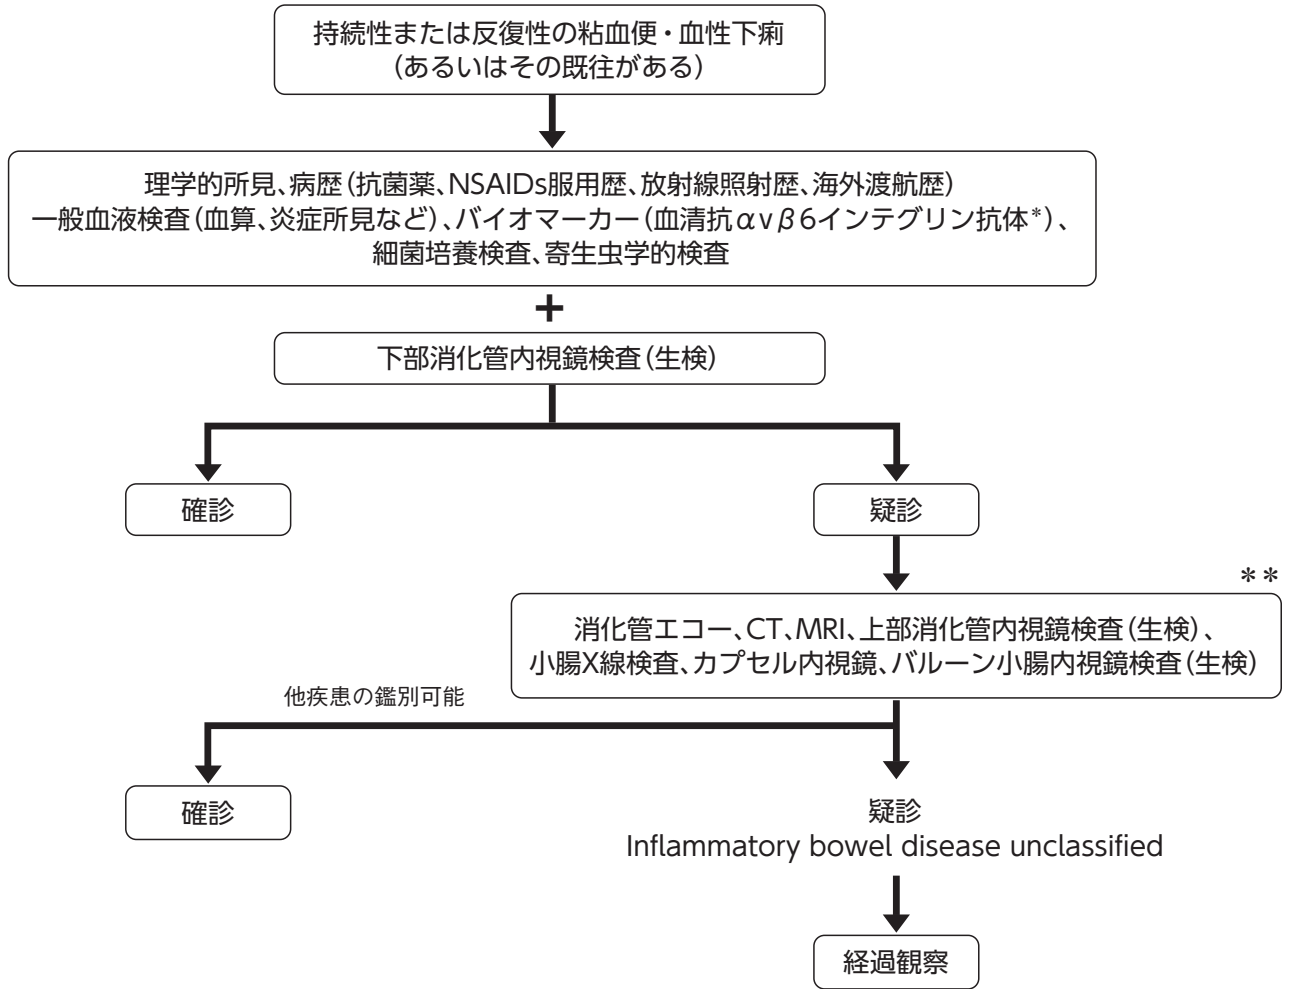 持続性または反復性の粘血便・血性下痢
(あるいはその既往がある)
理学的所見、病歴(抗菌薬、NSAIDs服用歴、放射線照射歴、海外渡航歴)
一般血液検査(血算、炎症所見など)、バイオマーカー(血清抗αvβ6インテグリン抗体*)、
細菌培養検査、寄生虫学的検査
+
下部消化管内視鏡検査(生検)
確診
疑診
**
消化管エコー、CT、MRI、上部消化管内視鏡検査(生検)、
小腸X線検査、カプセル内視鏡、バルーン小腸内視鏡検査(生検)
他疾患の鑑別可能
確診
疑診
Inflammatory bowel disease unclassified
経過観察